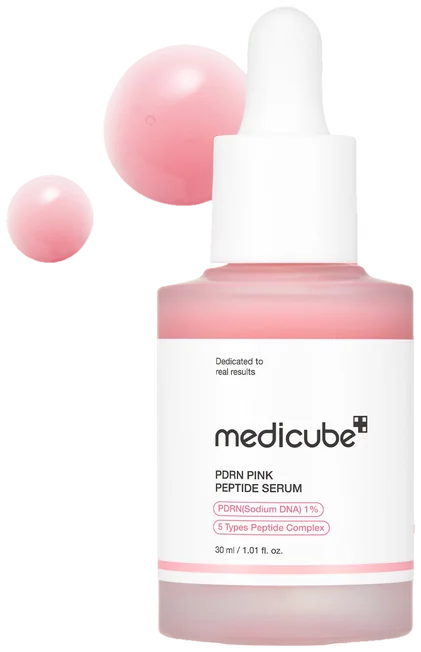 Dedicated to
real results
medicube
PDRN PINK
PEPTIDE SERUM
PDRN(Sodium DNA) 1%
5 Types Peptide Complex
30 ml / 1.01 fl. oz.